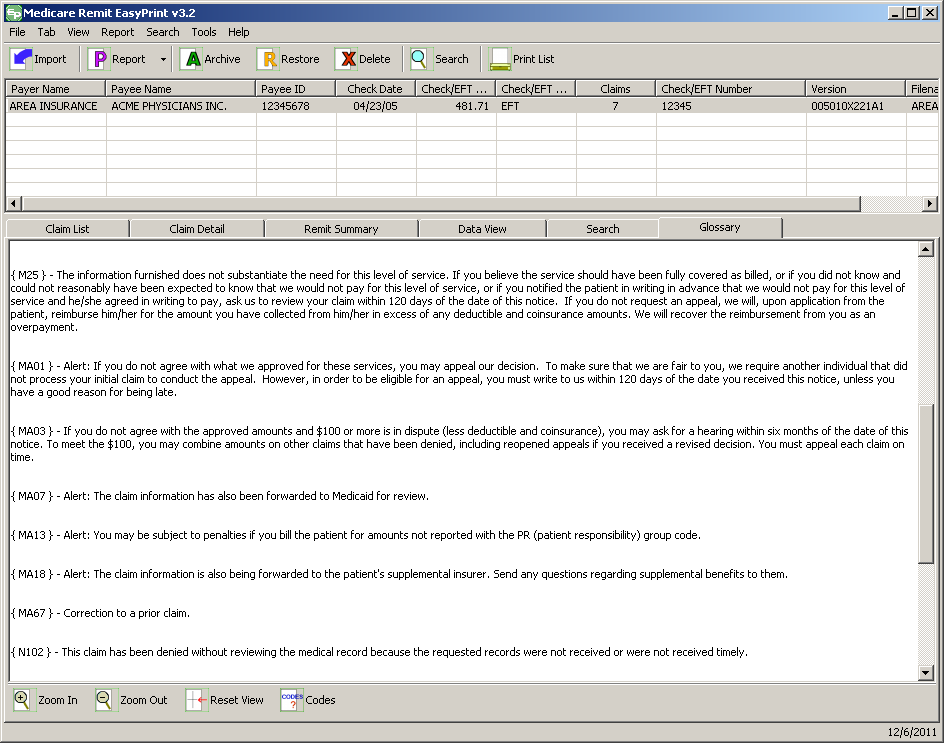 Medicare Remit EasyPrint v3.2
File Tab View Report Search Tools Help
Import Report Archive Restore Delete Search Print List
Payer Name Payee Name Payee ID Check Date Check/EFT ... Check/EFT ... Claims Check/EFT Number Version Filena
AREA INSURANCE ACME PHYSICIANS INC. 12345678 04/23/05 481.71 EFT 7 12345 005010X221A1 AREA
Claim List Claim Detail Remit Summary Data View Search Glossary
{ M25 } - The information furnished does not substantiate the need for this level of service. If you believe the service should have been fully covered as billed, or if you did not know and
could not reasonably have been expected to know that we would not pay for this level of service, or if you notified the patient in writing in advance that we would not pay for this level of
service and he/she agreed in writing to pay, ask us to review your claim within 120 days of the date of this notice.  If you do not request an appeal, we will, upon application from the
patient, reimburse him/her for the amount you have collected from him/her in excess of any deductible and coinsurance amounts. We will recover the reimbursement from you as an
overpayment.
{ MA01 } - Alert: If you do not agree with what we approved for these services, you may appeal our decision.  To make sure that we are fair to you, we require another individual that did
not process your initial claim to conduct the appeal.  However, in order to be eligible for an appeal, you must write to us within 120 days of the date you received this notice, unless you
have a good reason for being late.
{ MA03 } - If you do not agree with the approved amounts and $100 or more is in dispute (less deductible and coinsurance), you may ask for a hearing within six months of the date of this
notice. To meet the $100, you may combine amounts on other claims that have been denied, including reopened appeals if you received a revised decision. You must appeal each claim on
time.
{ MA07 } - Alert: The claim information has also been forwarded to Medicaid for review.
{ MA13 } - Alert: You may be subject to penalties if you bill the patient for amounts not reported with the PR (patient responsibility) group code.
{ MA18 } - Alert: The claim information is also being forwarded to the patient's supplemental insurer. Send any questions regarding supplemental benefits to them.
{ MA67 } - Correction to a prior claim.
{ N102 } - This claim has been denied without reviewing the medical record because the requested records were not received or were not received timely.
Zoom In Zoom Out Reset View CODES ? Codes
12/6/2011